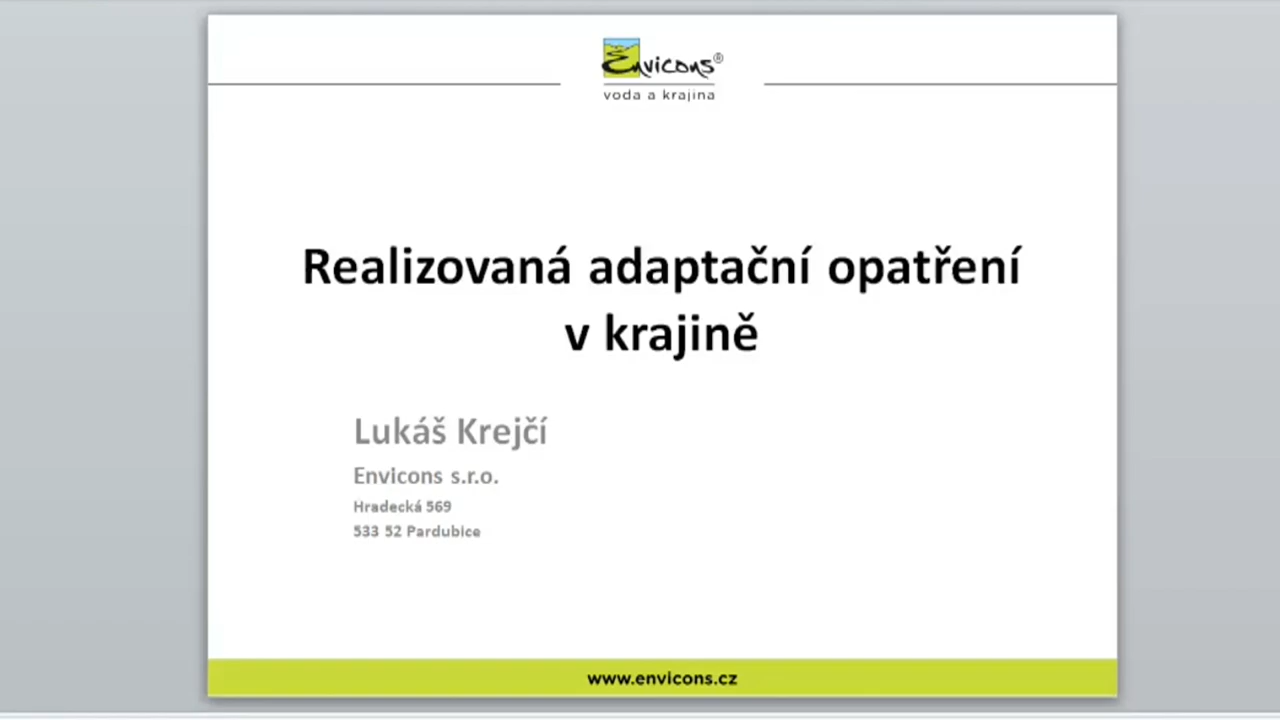 Envicons®
voda a krajina
Realizovaná adaptační opatření
v krajině
Lukáš Krejčí
Envicons s.r.o.
Hradecká 569
533 52 Pardubice
www.envicons.cz